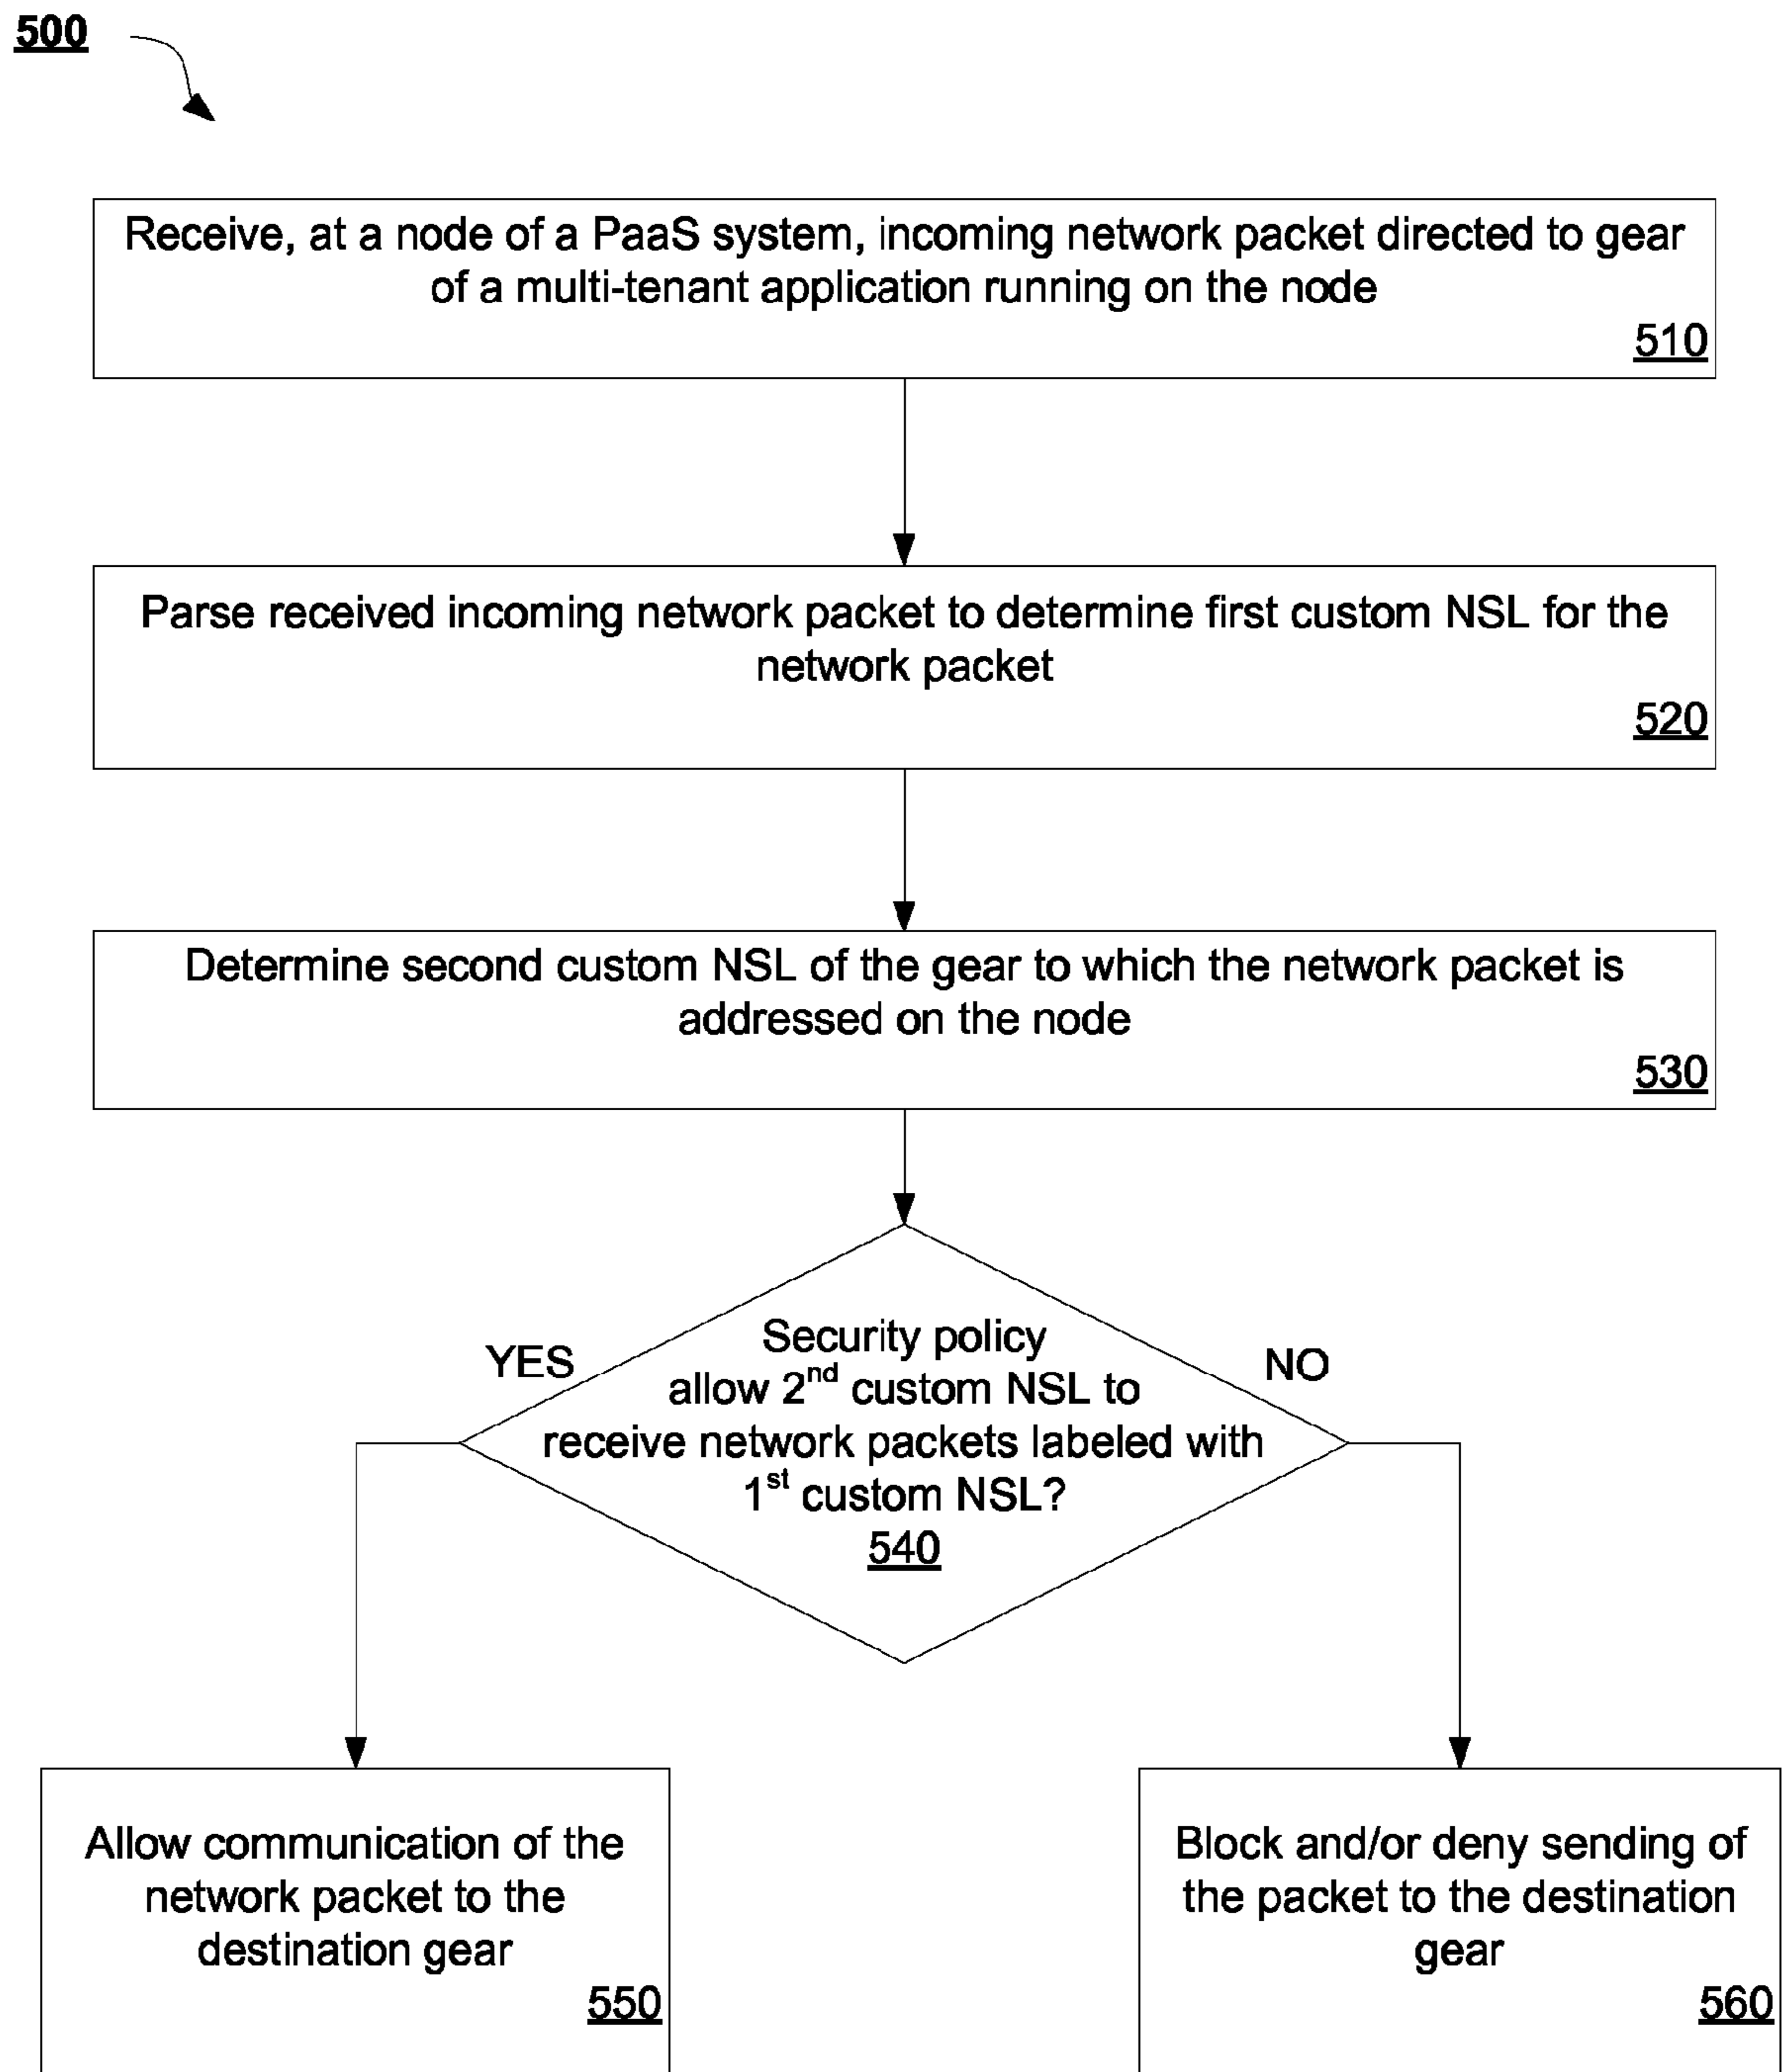 500
Receive, at a node of a PaaS system, incoming network packet directed to gear
of a multi-tenant application running on the node
510
Parse received incoming network packet to determine first custom NSL for the
network packet
520
Determine second custom NSL of the gear to which the network packet is
addressed on the node
530
Security policy
allow 2nd custom NSL to
receive network packets labeled with
1st custom NSL?
540
YES
NO
Allow communication of the
network packet to the
destination gear
550
Block and/or deny sending of
the packet to the destination
gear
560